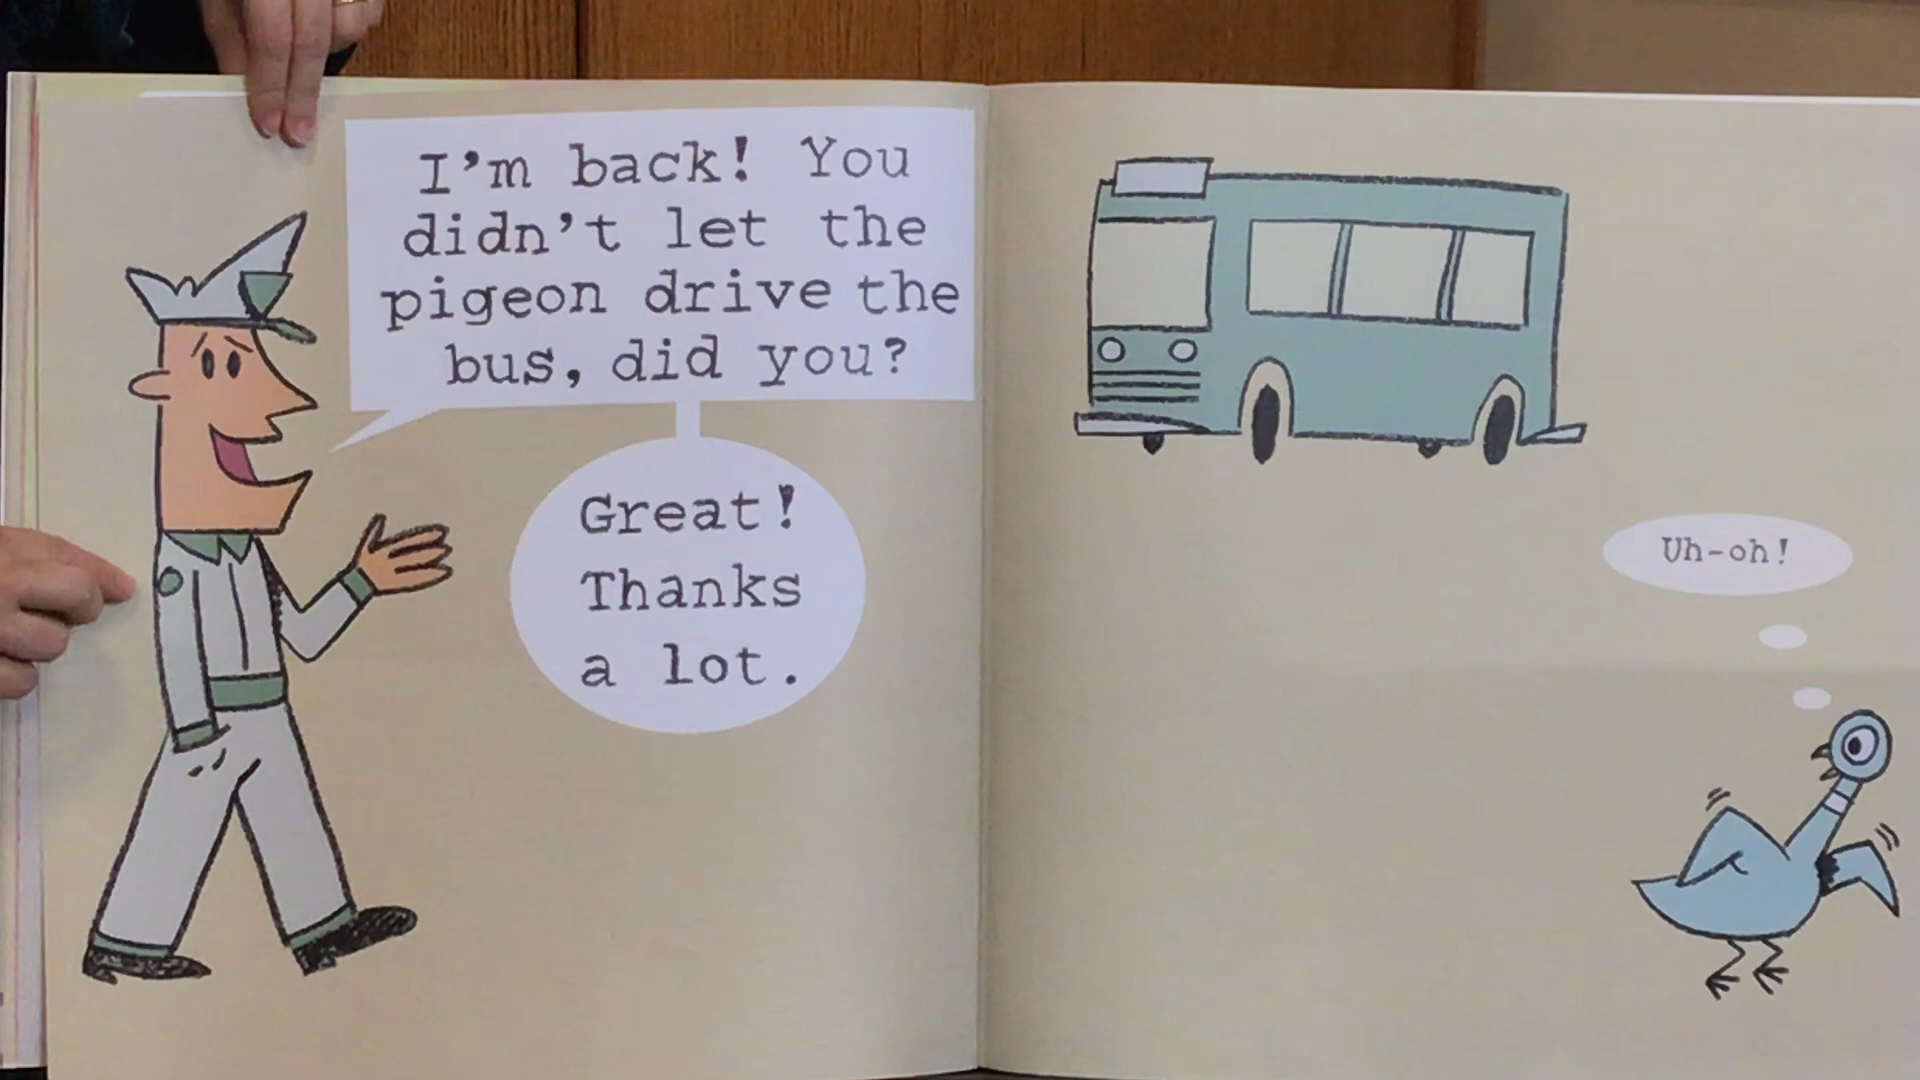 I'm back! You
didn't let the
pigeon drive the
bus, did you?
Great!
Thanks
a lot.
Uh-oh!